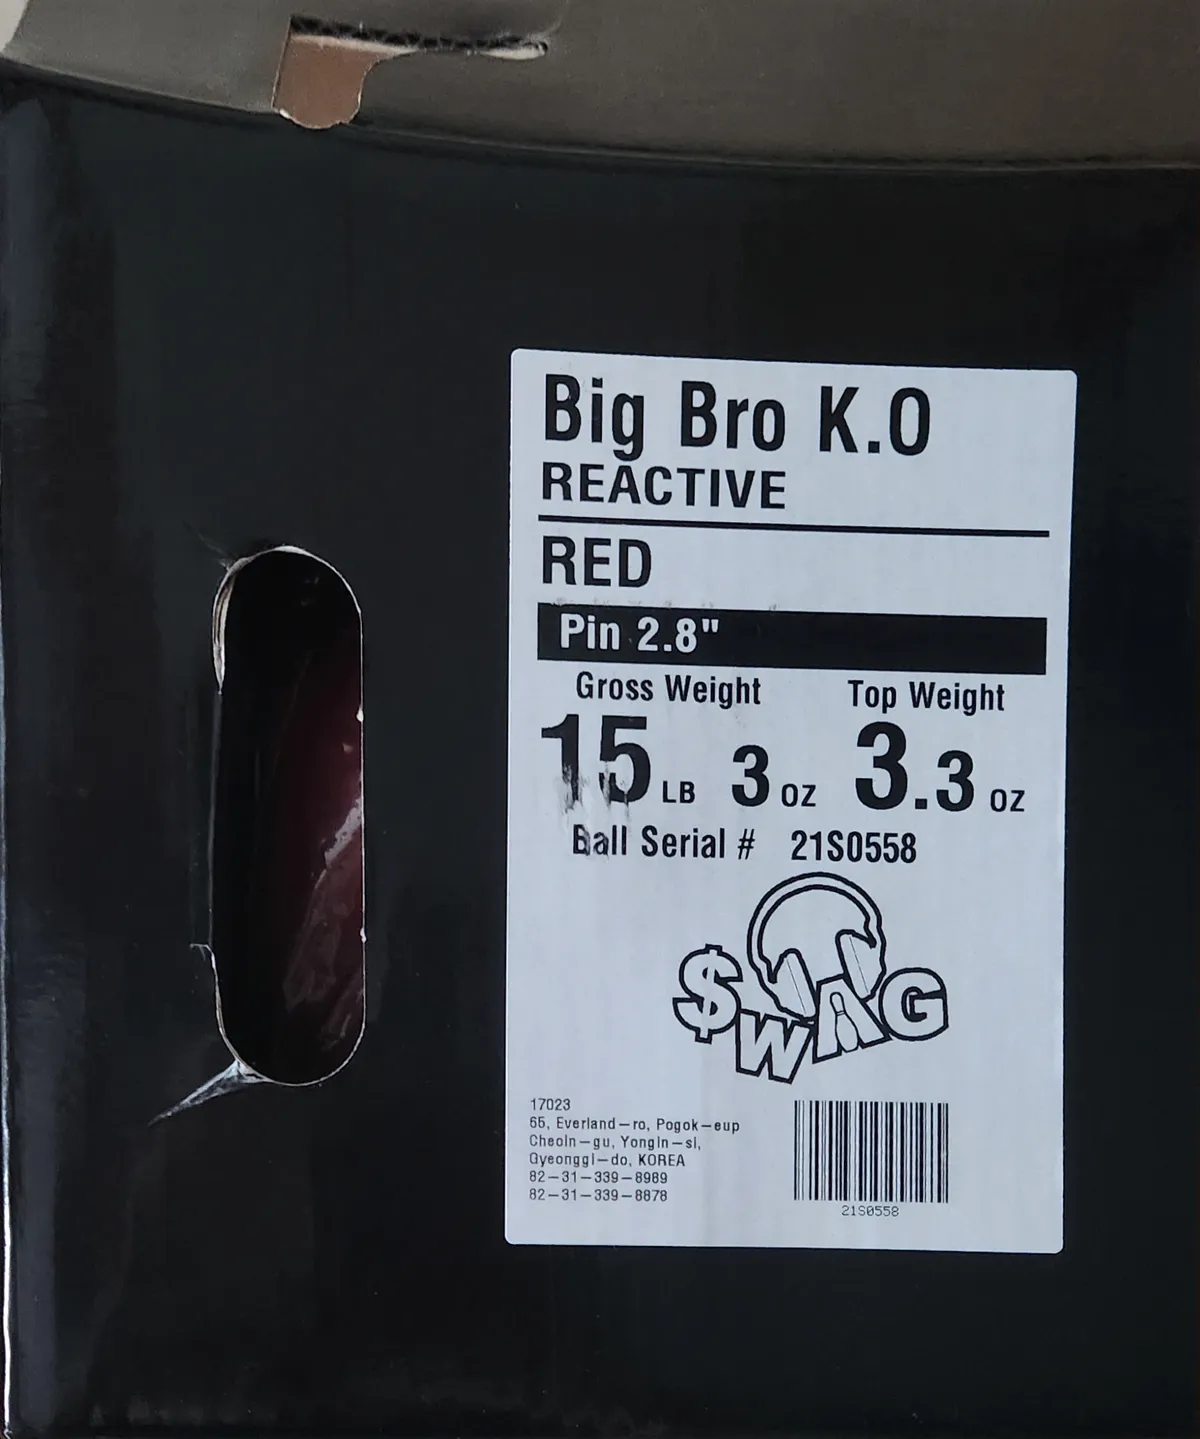 Big Bro K.O
REACTIVE
RED
Pin 2.8"
Gross Weight Top Weight
15 LB 3 OZ 3.3 OZ
Ball Serial # 21S0558
$WAG
17023
65, Everland-ro, Pogok-eup
Cheoin-gu, Yongin-si,
Gyeonggi-do, KOREA
82-31-339-8989
82-31-339-8878
21S0558